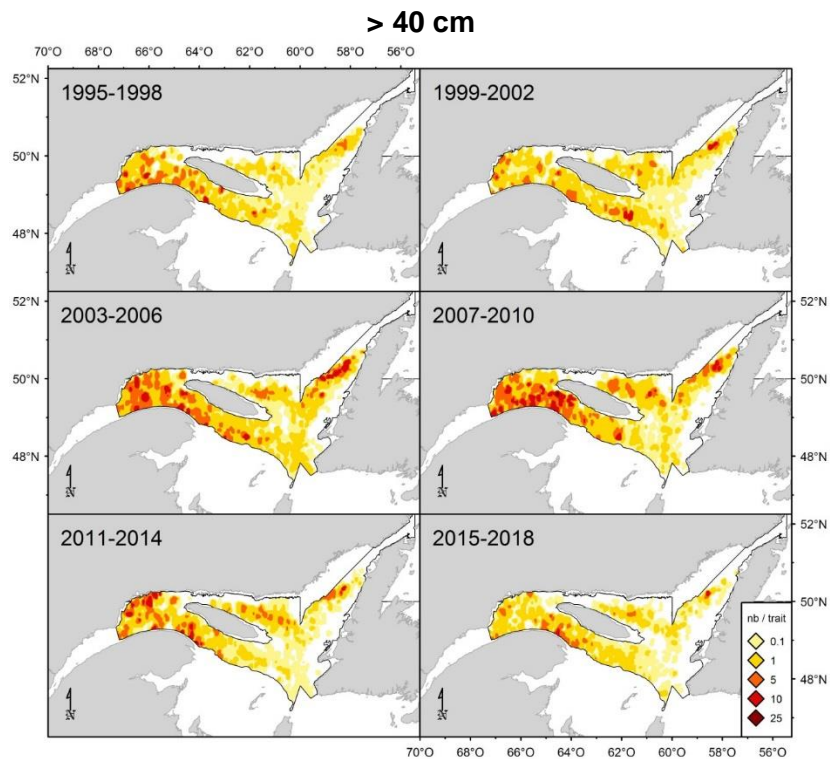 > 40 cm
70°O 68°O 66°O 64°O 62°O 60°O 58°O 56°O
52°N
50°N
48°N
1995-1998
1999-2002
52°N
50°N
48°N
2003-2006
2007-2010
52°N
50°N
48°N
2011-2014
2015-2018
52°N
50°N
48°N
nb / trait
0.1
1
5
10
25
N
N
N
N
N
N
70°O 68°O 66°O 64°O 62°O 60°O 58°O 56°O